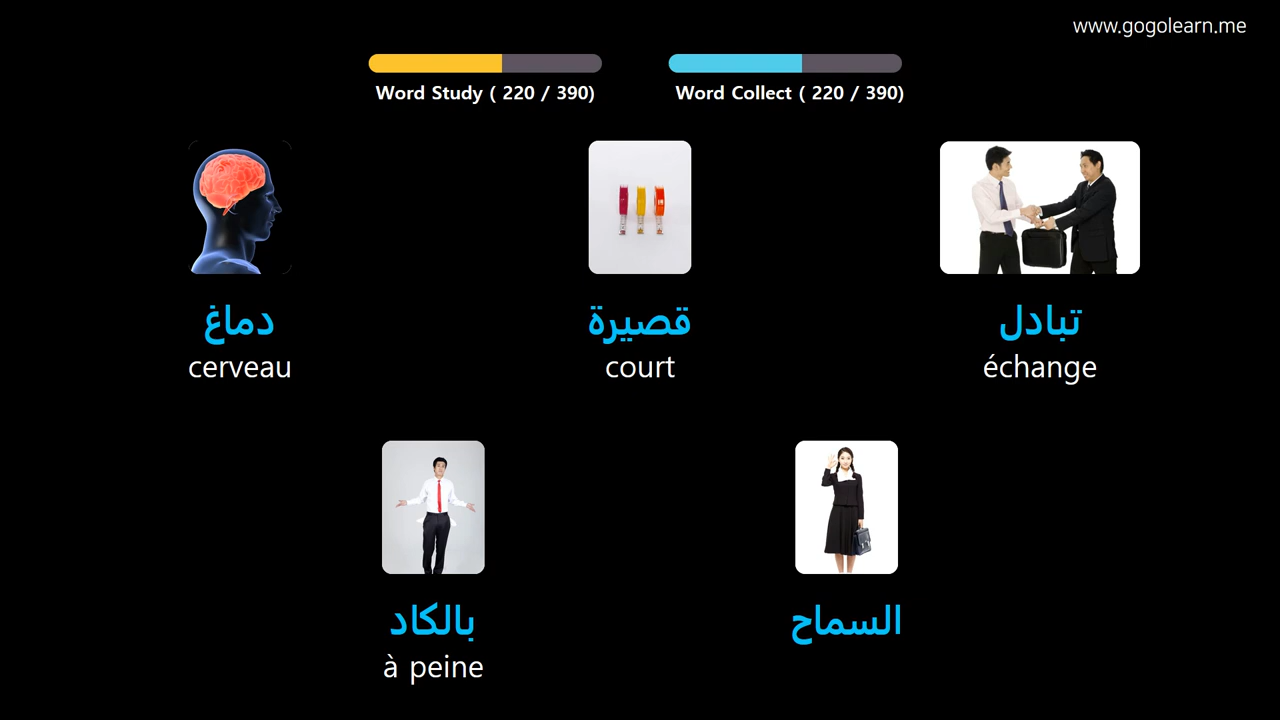 www.gogolearn.me
Word Study ( 220 / 390)
Word Collect ( 220 / 390)
دماغ
cerveau
قصيرة
court
تبادل
échange
بالكاد
à peine
السماح